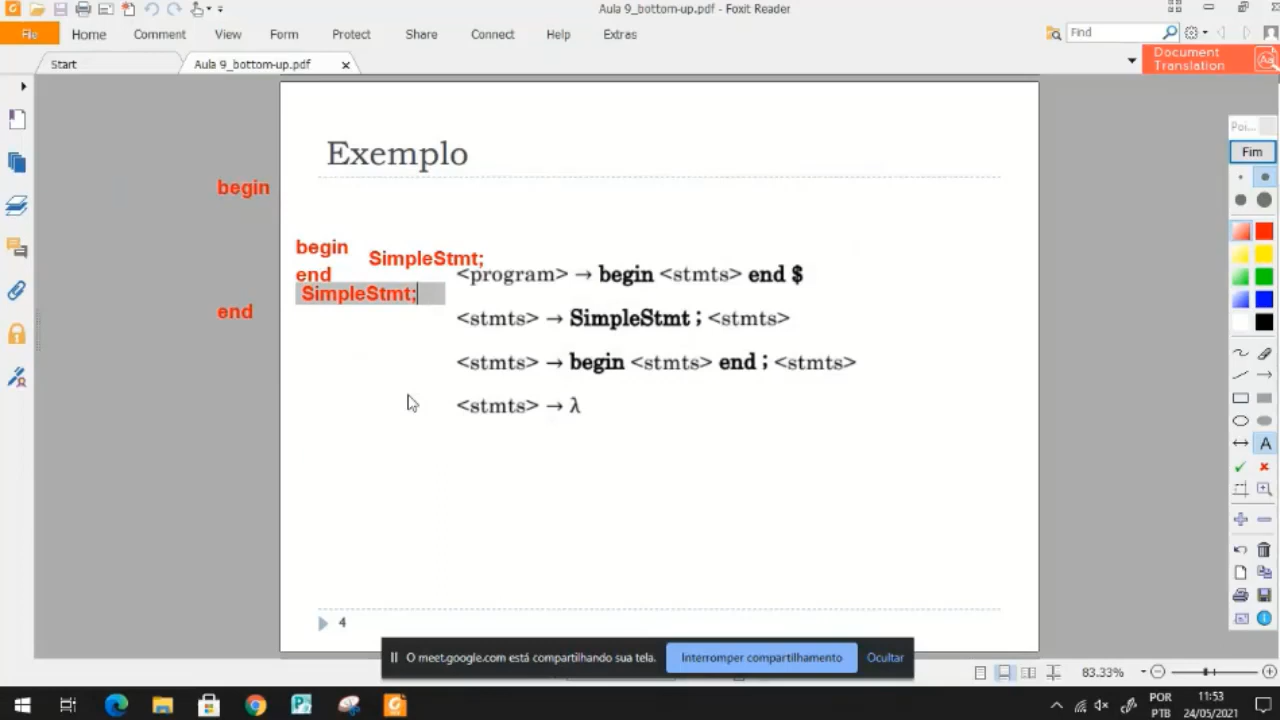 Aula 9_bottom-up.pdf - Foxit Reader
File Home Comment View Form Protect Share Connect Help Extras
Find
Start
Aula 9_bottom-up.pdf
Document
Translation
Poi...
Fim
Exemplo
begin
begin
SimpleStmt;
end
SimpleStmt;
end
<program> → begin <stmts> end $
<stmts> → SimpleStmt ; <stmts>
<stmts> → begin <stmts> end ; <stmts>
<stmts> → λ
A
4
O meet.google.com está compartilhando sua tela.
Interromper compartilhamento
Ocultar
83.33%
POR
PTB
11:53
24/05/2021